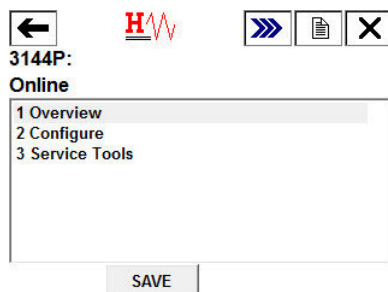 H
3144P:
Online
1 Overview
2 Configure
3 Service Tools
SAVE